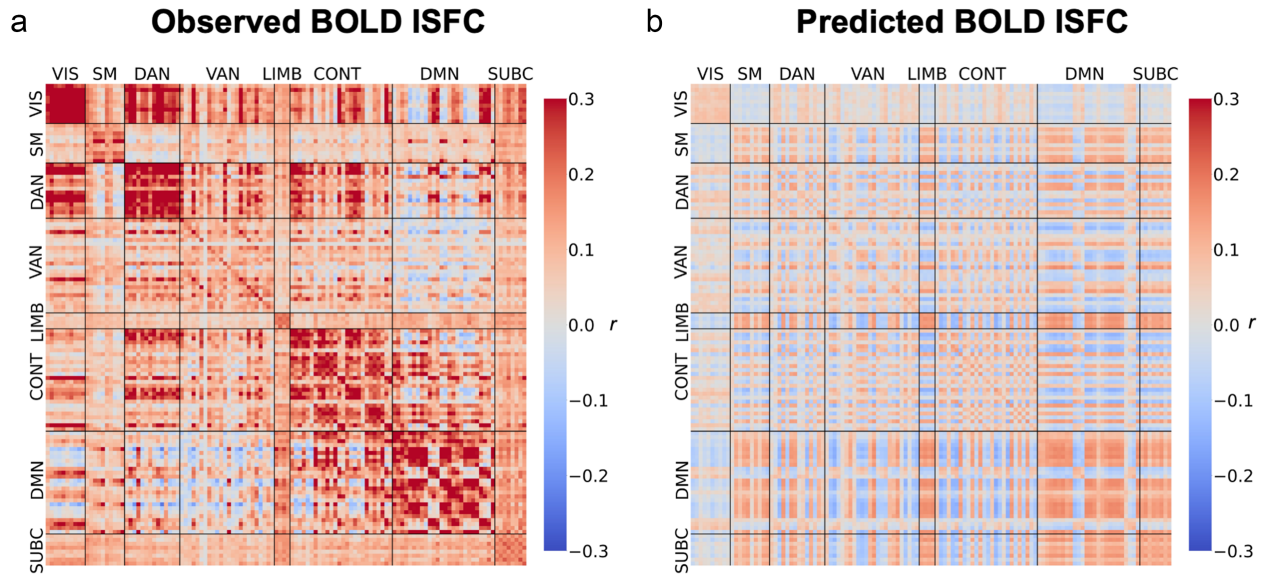 a
Observed BOLD ISFC
VIS SM DAN VAN LIMB CONT DMN SUBC
VIS
SM
DAN
VAN
LIMB
CONT
DMN
SUBC
0.3
0.2
0.1
0.0
−0.1
−0.2
−0.3
r
b
Predicted BOLD ISFC
VIS SM DAN VAN LIMB CONT DMN SUBC
VIS
SM
DAN
VAN
LIMB
CONT
DMN
SUBC
0.3
0.2
0.1
0.0
−0.1
−0.2
−0.3
r